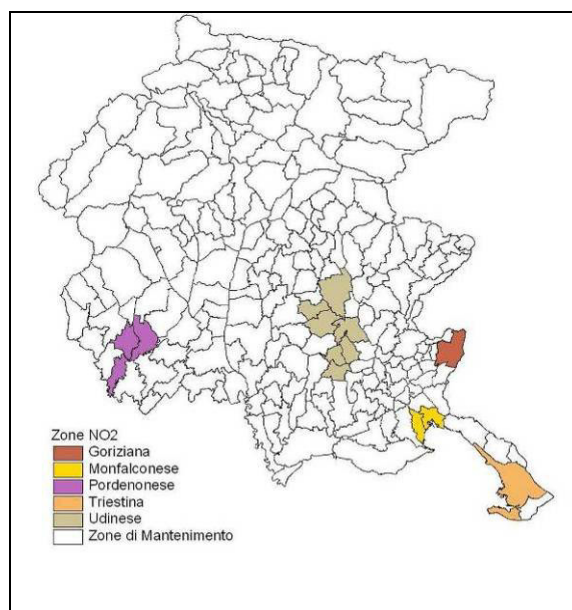 Zone NO2
Goriziana
Monfalconese
Pordenonese
Triestina
Udinese
Zone di Mantenimento